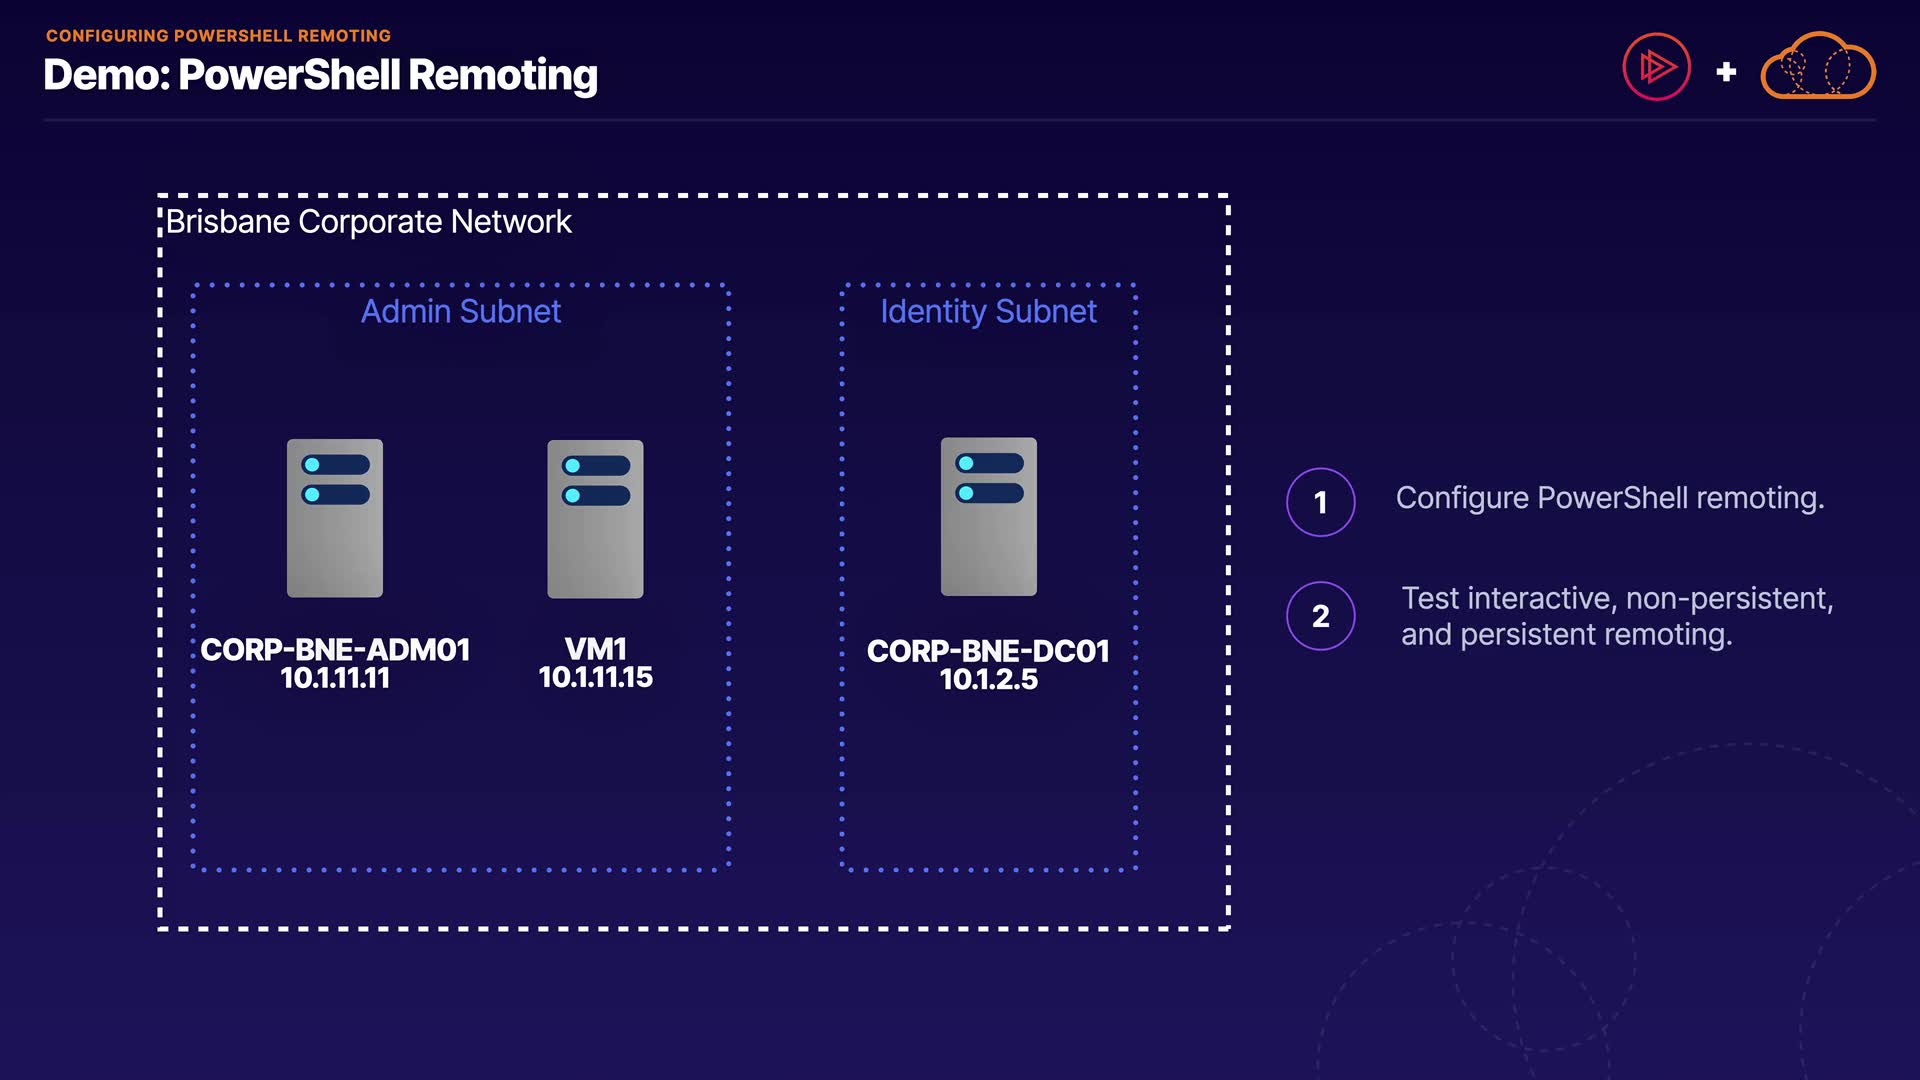 CONFIGURING POWERSHELL REMOTING
Demo: PowerShell Remoting
+
Brisbane Corporate Network
Admin Subnet
Identity Subnet
CORP-BNE-ADM01
10.1.11.11
VM1
10.1.11.15
CORP-BNE-DC01
10.1.2.5
1
Configure PowerShell remoting.
2
Test interactive, non-persistent,
and persistent remoting.